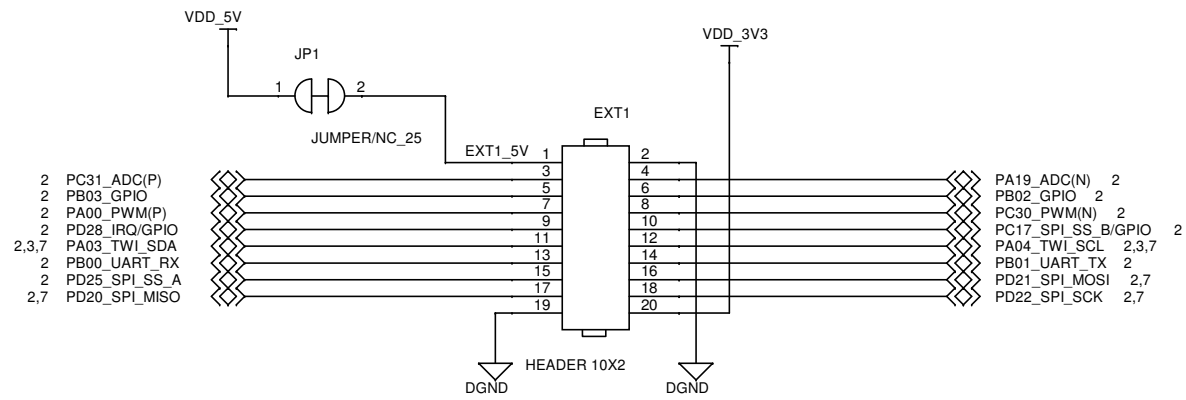 VDD_5V
VDD_3V3
JP1
1 2
EXT1
JUMPER/NC_25
EXT1_5V 1 2
2 PC31_ADC(P) 3 4 PA19_ADC(N) 2
2 PB03_GPIO 5 6 PB02_GPIO 2
2 PA00_PWM(P) 7 8 PC30_PWM(N) 2
2 PD28_IRQ/GPIO 9 10 PC17_SPI_SS_B/GPIO 2
2,3,7 PA03_TWI_SDA 11 12 PA04_TWI_SCL 2,3,7
2 PB00_UART_RX 13 14 PB01_UART_TX 2
2 PD25_SPI_SS_A 15 16 PD21_SPI_MOSI 2,7
2,7 PD20_SPI_MISO 17 18 PD22_SPI_SCK 2,7
19 20
HEADER 10X2
DGND DGND